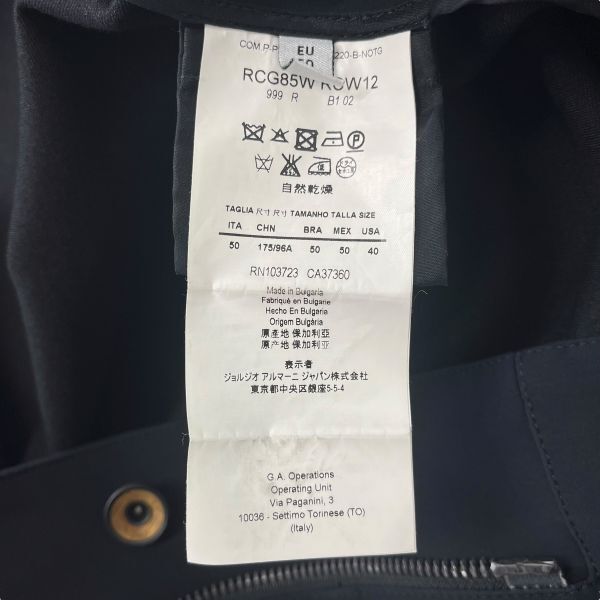 COM.P-P
EU
220-B-NOTG
RCG85W RCW12
999 R B1 02
自然乾燥
TAGLIA 尺寸 尺寸 TAMANHO TALLA SIZE
ITA CHN BRA MEX USA
50 175/96A 50 50 40
RN103723 CA37360
Made in Bulgaria
Fabriqué en Bulgarie
Hecho En Bulgaria
Origem Bulgária
原產地 保加利亞
原产地 保加利亚
表示者
ジョルジオ アルマーニ ジャパン株式会社
東京都中央区銀座5-5-4
G.A. Operations
Operating Unit
Via Paganini, 3
10036 - Settimo Torinese (TO)
(Italy)